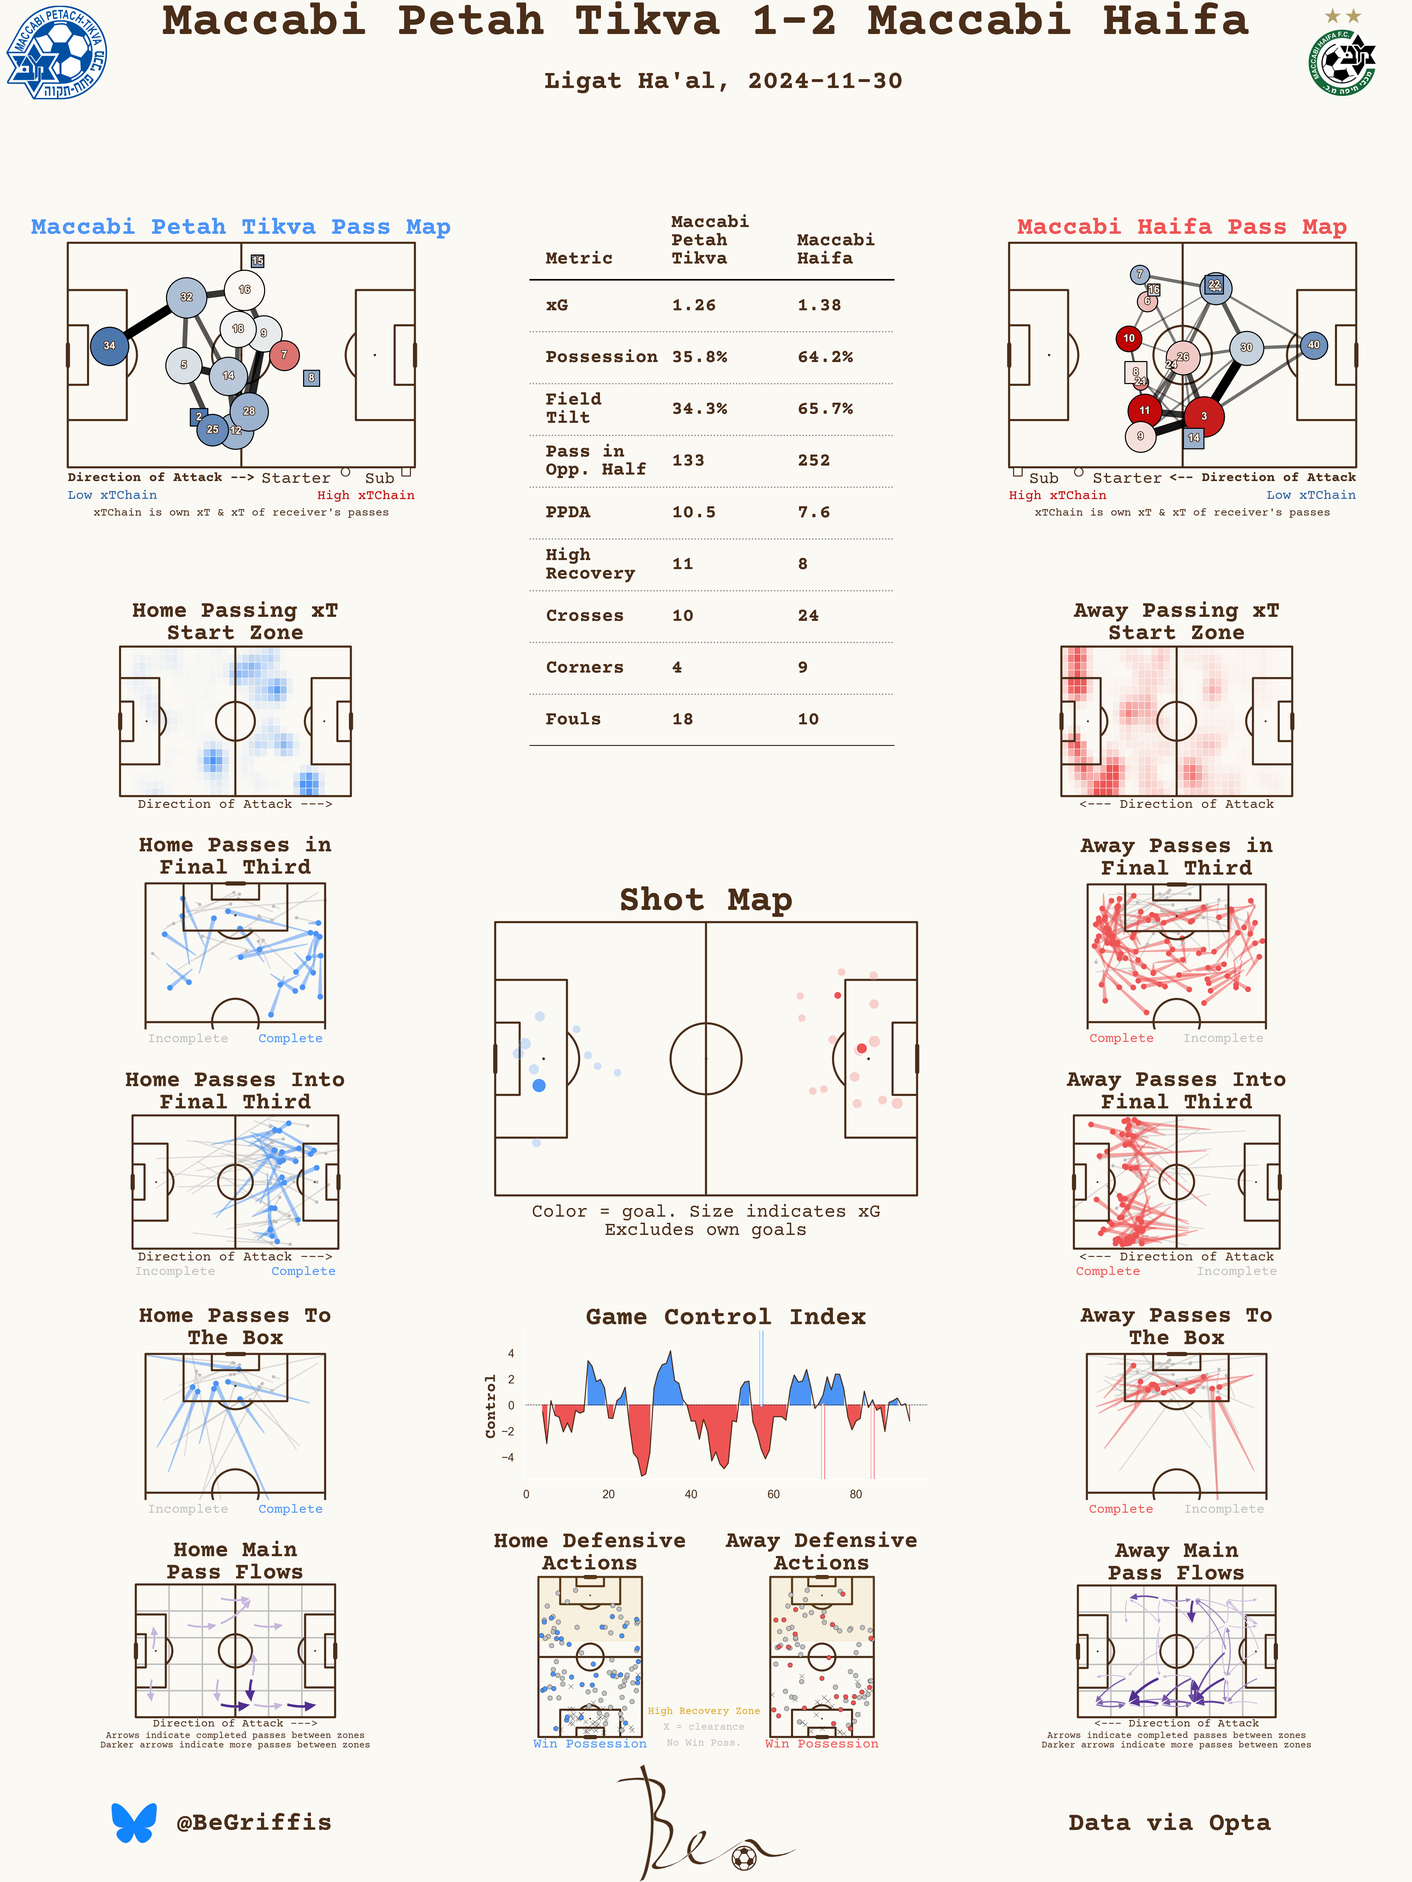 Maccabi Petah Tikva 1-2 Maccabi Haifa
Ligat Ha'al, 2024-11-30
MACCABI PETACH-TIKVA
מכבי פתח-תקוה
MACCABI HAIFA F.C.
Maccabi Petah Tikva Pass Map
15
32
16
18
9
34
7
5
14
8
2
28
25
12
Direction of Attack --> Starter Sub
Low xTChain High xTChain
xTChain is own xT & xT of receiver's passes
Metric
Maccabi
Petah
Tikva
Maccabi
Haifa
xG 1.26 1.38
Possession 35.8% 64.2%
Field
Tilt 34.3% 65.7%
Pass in
Opp. Half 133 252
PPDA 10.5 7.6
High
Recovery 11 8
Crosses 10 24
Corners 4 9
Fouls 18 10
Maccabi Haifa Pass Map
7
22
16
6
10
26
30
40
24
8
21
11
3
9
14
Sub Starter <-- Direction of Attack
High xTChain Low xTChain
xTChain is own xT & xT of receiver's passes
Home Passing xT
Start Zone
Direction of Attack --->
Away Passing xT
Start Zone
<--- Direction of Attack
Home Passes in
Final Third
Incomplete Complete
Away Passes in
Final Third
Complete Incomplete
Shot Map
Color = goal. Size indicates xG
Excludes own goals
Home Passes Into
Final Third
Direction of Attack --->
Incomplete Complete
Away Passes Into
Final Third
<--- Direction of Attack
Complete Incomplete
Home Passes To
The Box
Incomplete Complete
Game Control Index
Control
4
2
0
−2
−4
0 20 40 60 80
Away Passes To
The Box
Complete Incomplete
Home Main
Pass Flows
Direction of Attack --->
Arrows indicate completed passes between zones
Darker arrows indicate more passes between zones
Home Defensive
Actions
Win Possession
Away Defensive
Actions
Win Possession
High Recovery Zone
X = clearance
No Win Poss.
Away Main
Pass Flows
<--- Direction of Attack
Arrows indicate completed passes between zones
Darker arrows indicate more passes between zones
@BeGriffis
Ben
Data via Opta